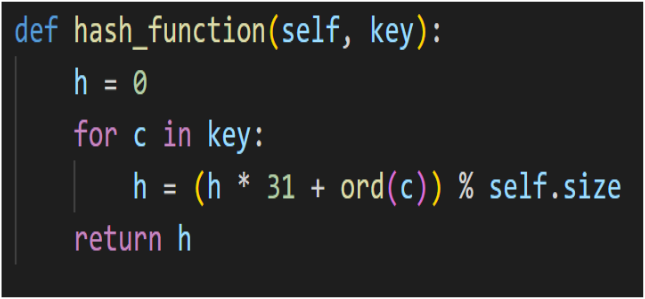 def hash_function(self, key):
    h = 0
    for c in key:
        h = (h * 31 + ord(c)) % self.size
    return h